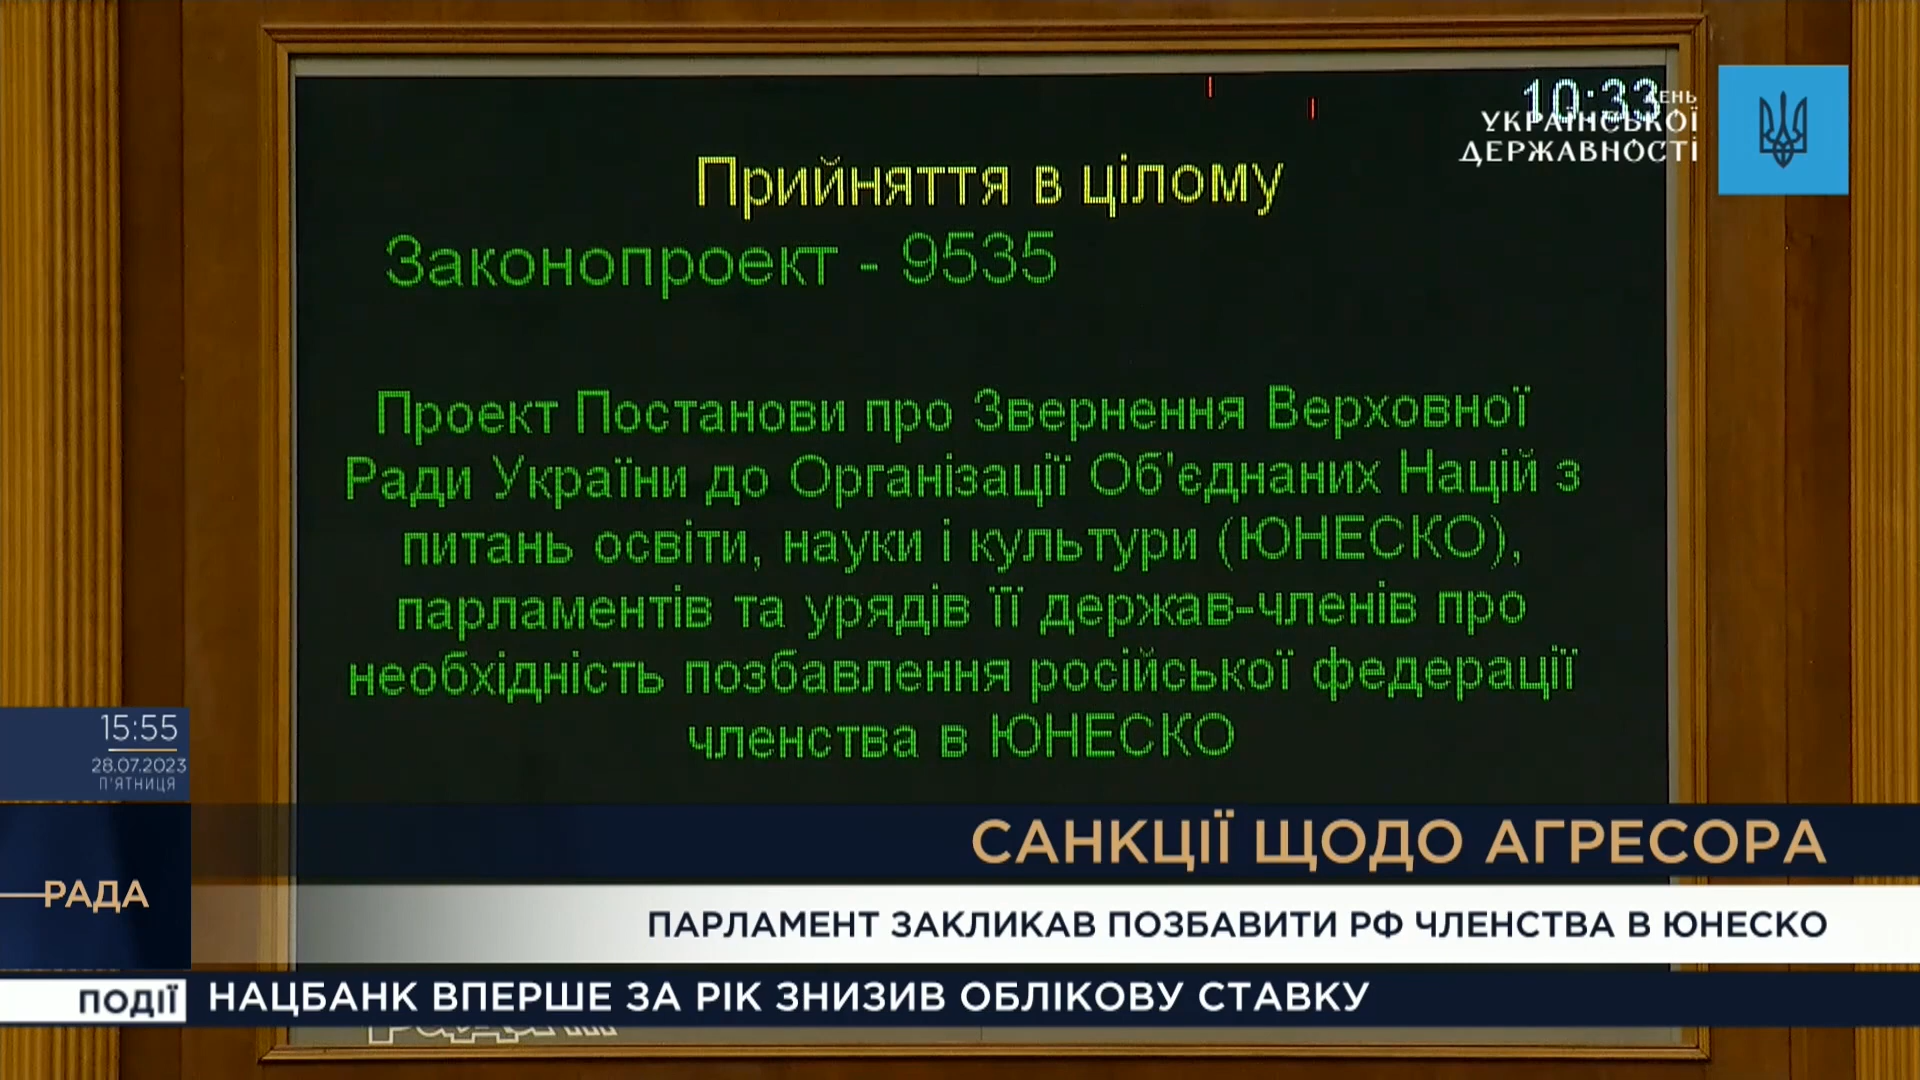 10:33
УКРАЇНСЬКОЇ
ДЕРЖАВНОСТІ
Прийняття в цілому
Законопроект - 9535
Проект Постанови про Звернення Верховної
Ради України до Організації Об'єднаних Націй з
питань освіти, науки і культури (ЮНЕСКО),
парламентів та урядів її держав-членів про
необхідність позбавлення російської федерації
членства в ЮНЕСКО
15:55
28.07.2023
П'ЯТНИЦЯ
САНКЦІЇ ЩОДО АГРЕСОРА
РАДА
ПАРЛАМЕНТ ЗАКЛИКАВ ПОЗБАВИТИ РФ ЧЛЕНСТВА В ЮНЕСКО
ПОДІЇ НАЦБАНК ВПЕРШЕ ЗА РІК ЗНИЗИВ ОБЛІКОВУ СТАВКУ